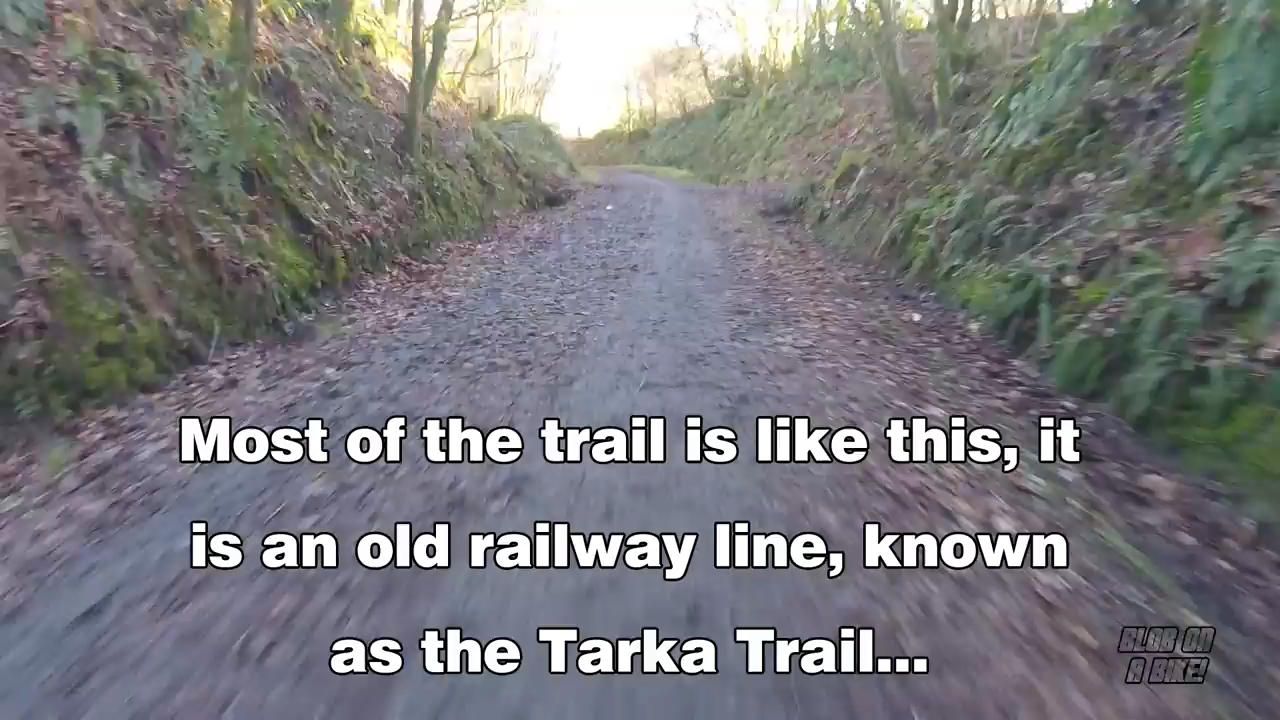 Most of the trail is like this, it
is an old railway line, known
as the Tarka Trail...
BLOB ON
A BIKE!